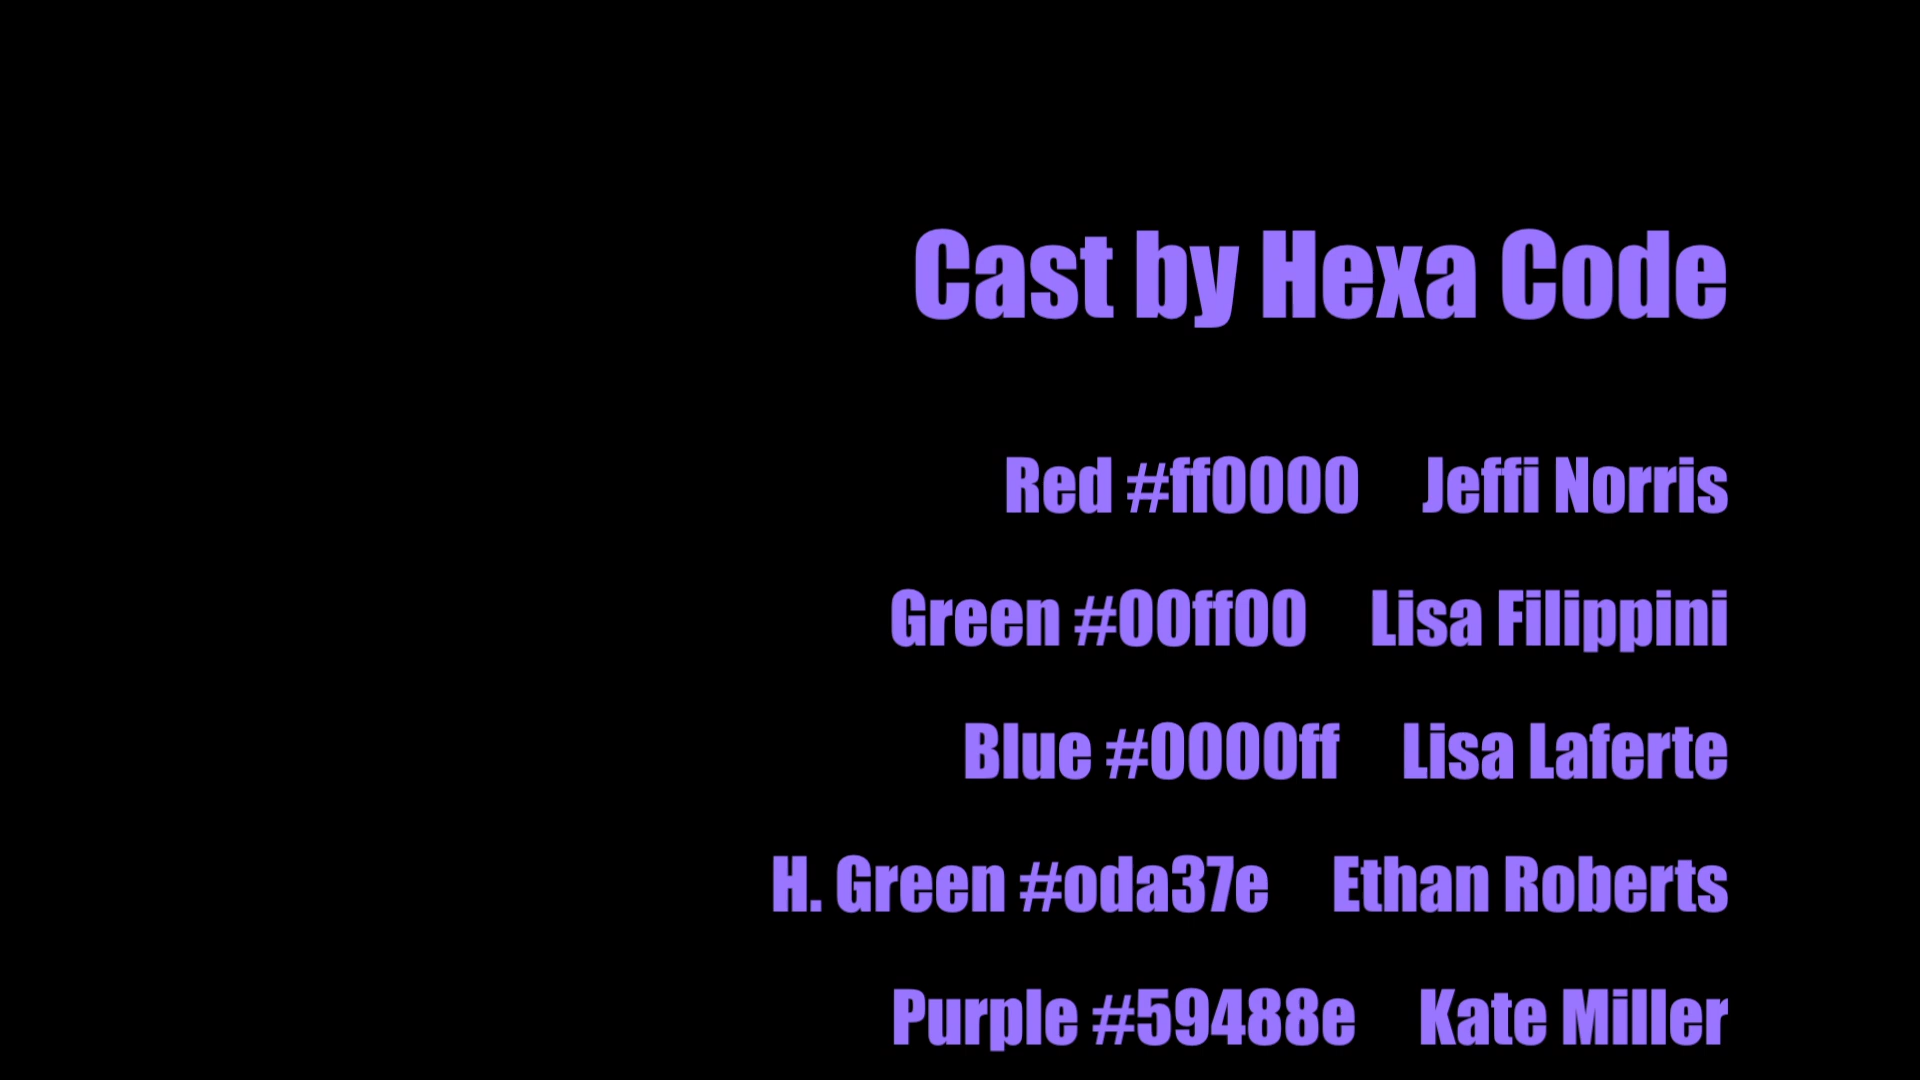 Cast by Hexa Code
Red #ff0000 Jeffi Norris
Green #00ff00 Lisa Filippini
Blue #0000ff Lisa Laferte
H. Green #oda37e Ethan Roberts
Purple #59488e Kate Miller